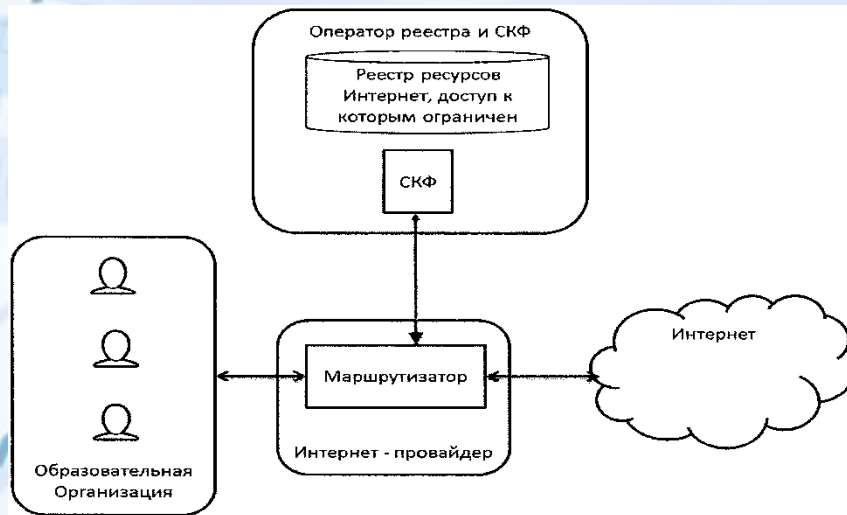 Оператор реестра и СКФ
Реестр ресурсов
Интернет, доступ к
которым ограничен
СКФ
Образовательная
Организация
Маршрутизатор
Интернет - провайдер
Интернет